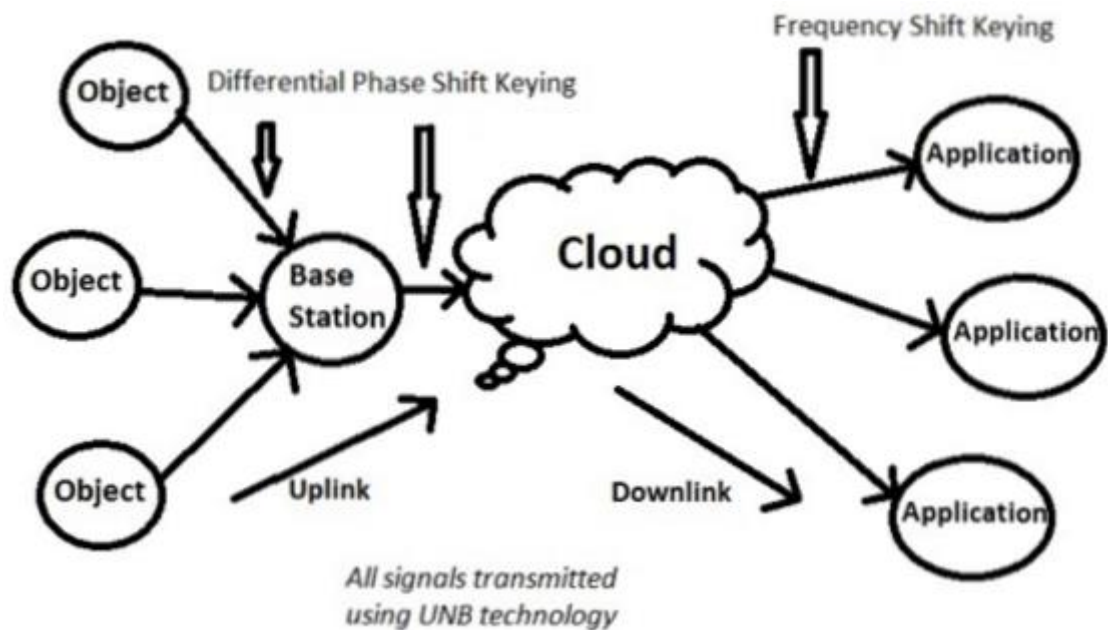 Frequency Shift Keying
Object
Differential Phase Shift Keying
Application
Object
Base
Station
Cloud
Application
Object
Uplink
Downlink
Application
All signals transmitted
using UNB technology